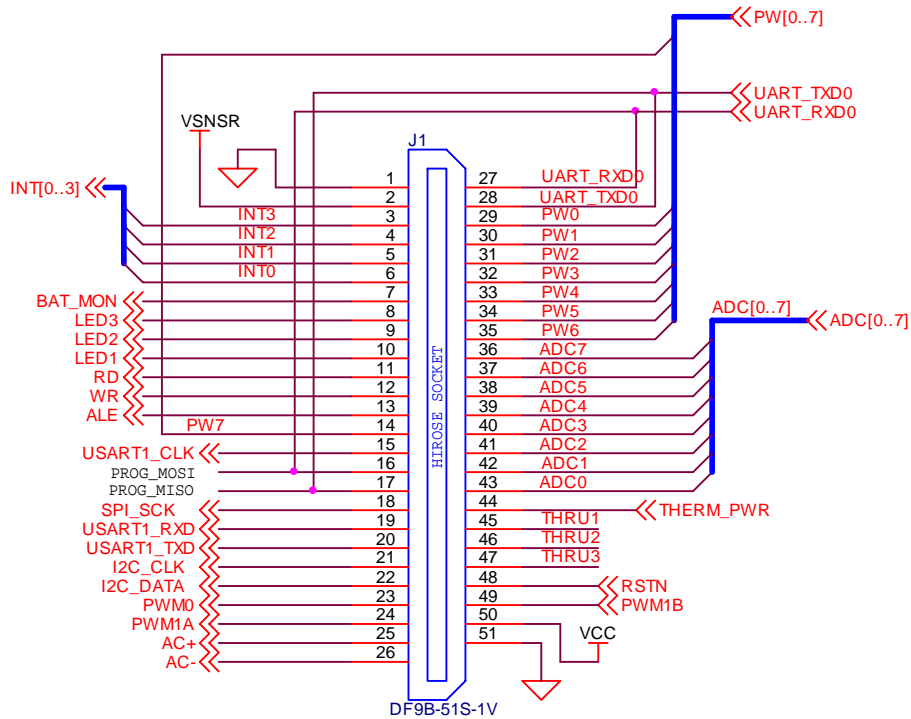 PW[0..7]
UART_TXD0
UART_RXD0
VSNSR
J1
INT[0..3]
1 27 UART_RXD0
2 28 UART_TXD0
INT3 3 29 PW0
INT2 4 30 PW1
INT1 5 31 PW2
INT0 6 32 PW3
BAT_MON 7 33 PW4
LED3 8 34 PW5
ADC[0..7] ADC[0..7]
LED2 9 35 PW6
LED1 10 36 ADC7
RD 11 37 ADC6
WR 12 38 ADC5
ALE 13 39 ADC4
PW7 14 40 ADC3
USART1_CLK 15 41 ADC2
PROG_MOSI 16 42 ADC1
PROG_MISO 17 43 ADC0
SPI_SCK 18 44 THERM_PWR
USART1_RXD 19 45 THRU1
USART1_TXD 20 46 THRU2
I2C_CLK 21 47 THRU3
I2C_DATA 22 48 RSTN
PWM0 23 49 PWM1B
PWM1A 24 50
VCC
AC+ 25 51
AC- 26
HIROSE SOCKET
DF9B-51S-1V